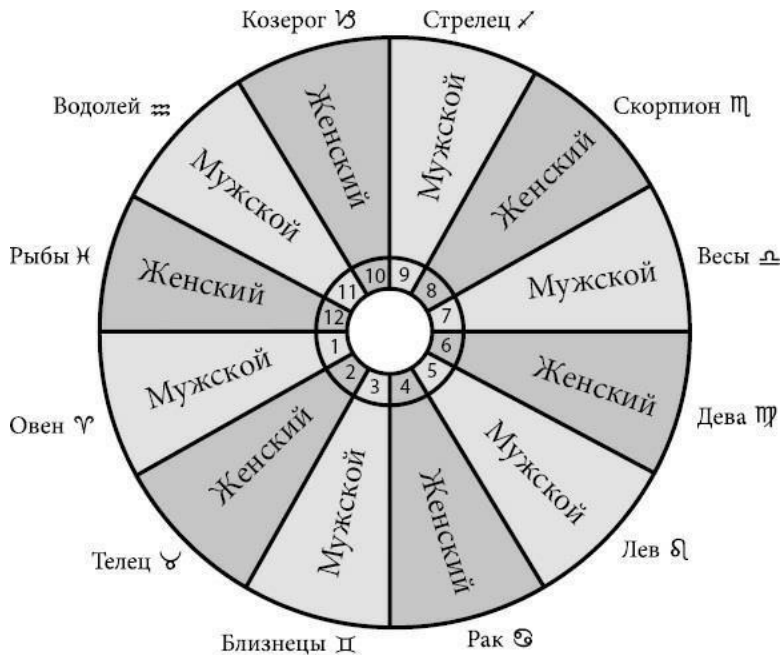 Козерог ♑
Стрелец ♐
Водолей ♒
Скорпион ♏
Рыбы ♓
Весы ♎
Овен ♈
Дева ♍
Телец ♉
Лев ♌
Близнецы ♊
Рак ♋
Мужской
Женский
Мужской
Женский
Мужской
Женский
Мужской
Женский
Мужской
Женский
Мужской
Женский
1
2
3
4
5
6
7
8
9
10
11
12